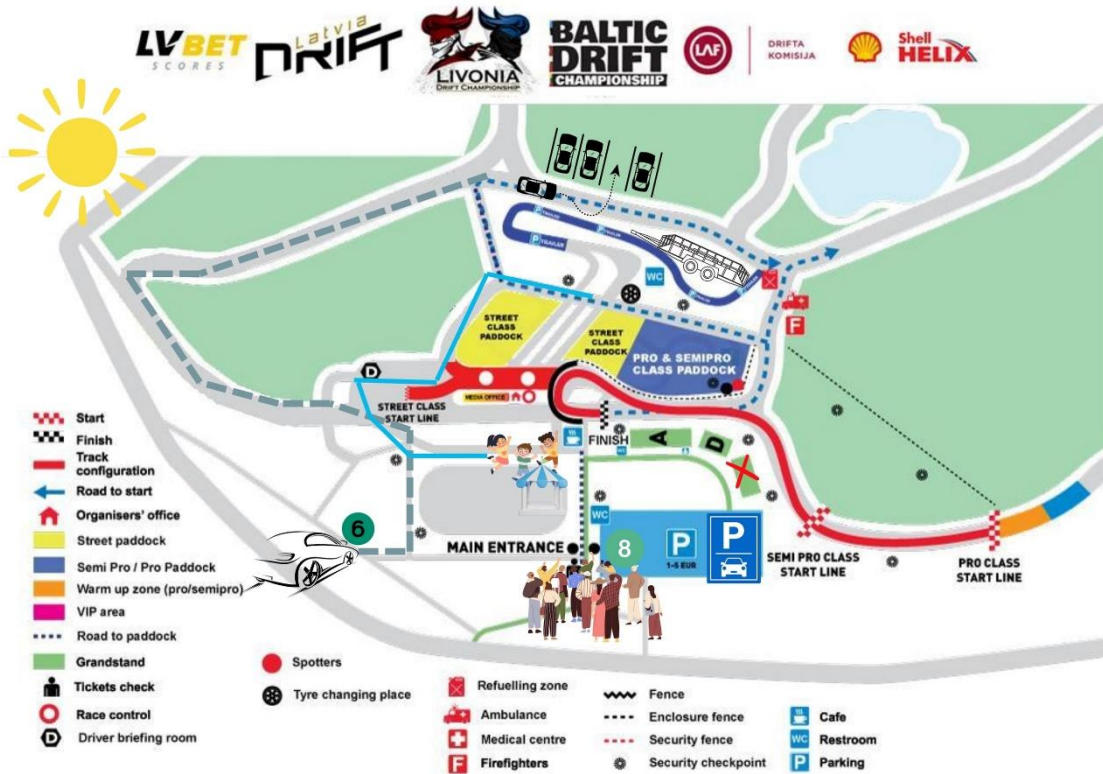 LVBET
SCORES
Latvia
DRIFT
LIVONIA
DRIFT CHAMPIONSHIP
BALTIC
DRIFT
CHAMPIONSHIP
LAF
DRIFTA
KOMISIJA
Shell
HELIX
P TRAILER
P TRAILER
P TRAILER
WC
STREET
CLASS
PADDOCK
STREET
CLASS
PADDOCK
PRO & SEMIPRO
CLASS PADDOCK
F
D
MEDIA OFFICE
STREET CLASS
START LINE
FINISH
A
D
WC
WC
6
8
MAIN ENTRANCE
P
1-5 EUR
P
SEMI PRO CLASS
START LINE
PRO CLASS
START LINE
Start
Finish
Track
configuration
Road to start
Organisers' office
Street paddock
Semi Pro / Pro Paddock
Warm up zone (pro/semipro)
VIP area
Road to paddock
Grandstand
Tickets check
Race control
D Driver briefing room
Spotters
Tyre changing place
Refuelling zone
Ambulance
Medical centre
F Firefighters
Fence
Enclosure fence
Security fence
Security checkpoint
Cafe
WC Restroom
P Parking